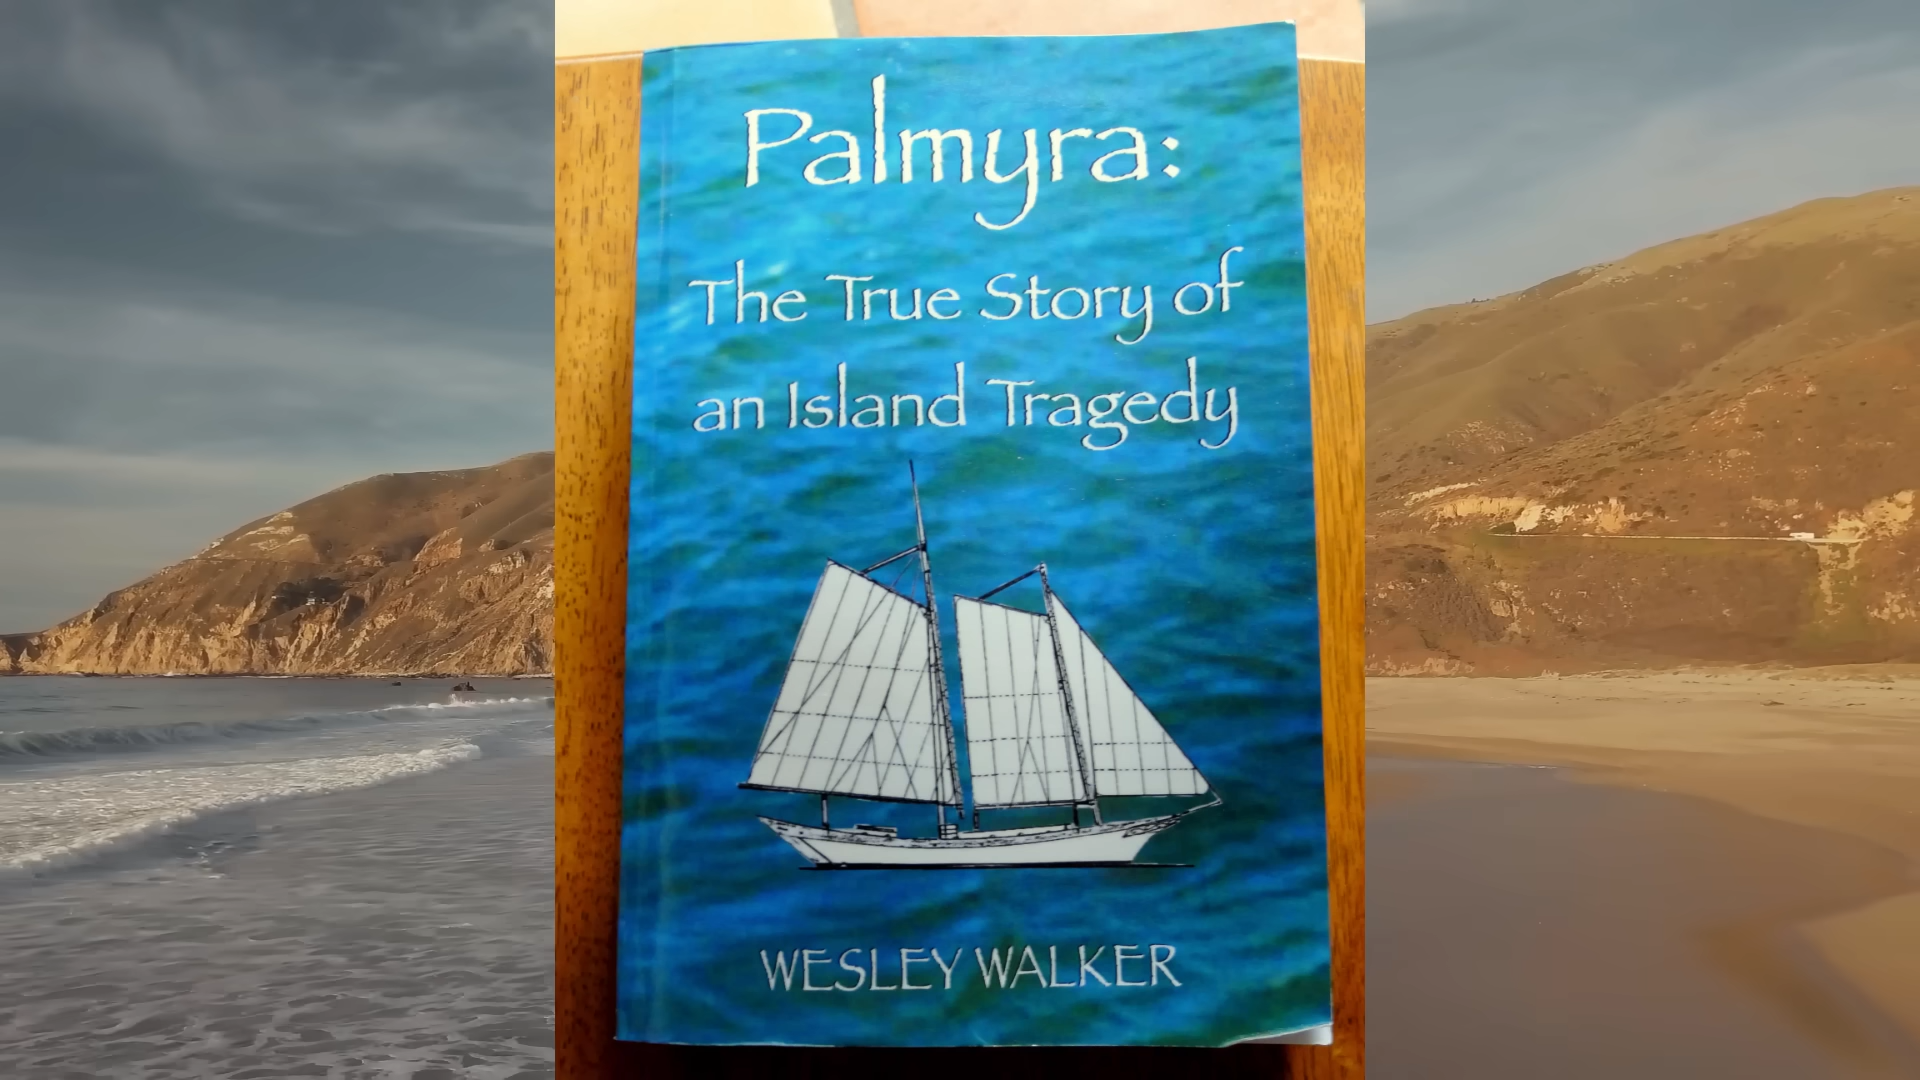 Palmyra:
The True Story of
an Island Tragedy
WESLEY WALKER